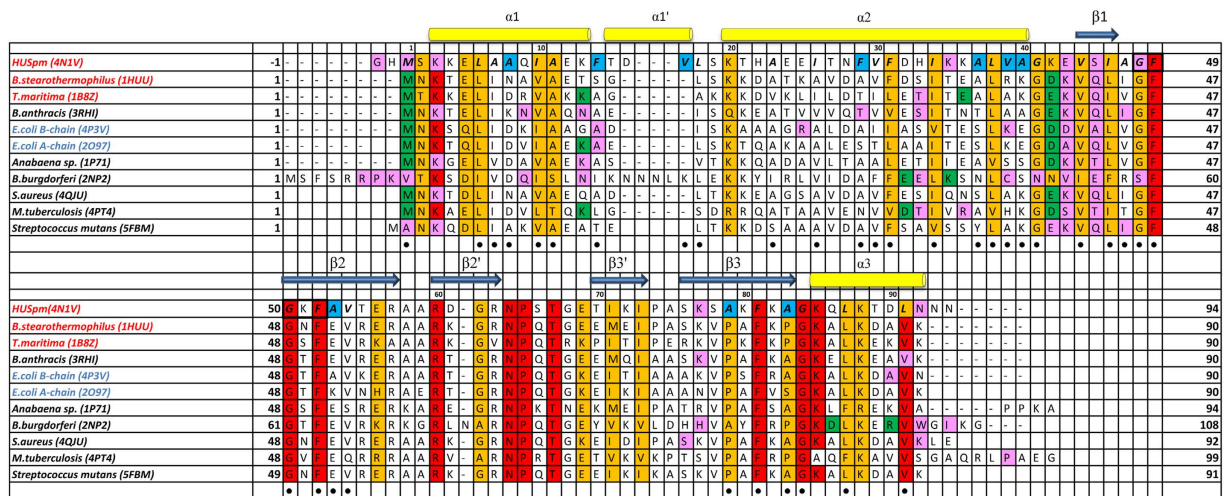 α1 α1' α2 β1
1 10 20 30 40
HUSpm (4N1V) -1 - - - - - - G H M S K K E L A A Q I A E K F T D - - - V L S K T H A E E I T N F V F D H I K K A L V A G K E V S I A G F 49
B.stearothermophilus (1HUU) 1 - - - - - - - - M N K T E L I N A V A E T S G - - - - - L S K K D A T K A V D A V F D S I T E A L R K G D K V Q L I G F 47
T.maritima (1B8Z) 1 - - - - - - - - M T K K E L I D R V A K K A G - - - - - A K K K D V K L I L D T I L E T I T E A L A K G E K V Q I V G F 47
B.anthracis (3RHI) 1 - - - - - - - - M N K T E L I K N V A Q N A E - - - - - I S Q K E A T V V V Q T V V E S I T N T L A A G E K V Q L I G F 47
E.coli B-chain (4P3V) 1 - - - - - - - - M N K S Q L I D K I A A G A D - - - - - I S K A A A G R A L D A I I A S V T E S L K E G D D V A L V G F 47
E.coli A-chain (2O97) 1 - - - - - - - - M N K T Q L I D V I A E K A E - - - - - L S K T Q A K A A L E S T L A A I T E S L K E G D A V Q L V G F 47
Anabaena sp. (1P71) 1 - - - - - - - - M N K G E L V D A V A E K A S - - - - - V T K K Q A D A V L T A A L E T I I E A V S S G D K V T L V G F 47
B.burgdorferi (2NP2) 1 M S F S R R P K V T K S D I V D Q I S L N I K N N N L K L E K K Y I R L V I D A F F E E L K S N L C S N N V I E F R S F 60
S.aureus (4QJU) 1 - - - - - - - - M N K T D L I N A V A E Q A D - - - - - L T K K E A G S A V D A V F E S I Q N S L A K G E K V Q L I G F 47
M.tuberculosis (4PT4) 1 - - - - - - - - M N K A E L I D V L T Q K L G - - - - - S D R R Q A T A A V E N V V D T I V R A V H K G D S V T I T G F 47
Streptococcus mutans (5FBM) 1 - - - - - - - M A N K Q D L I A K V A E A T E - - - - - L T K K D S A A A V D A V F S A V S S Y L A K G E K V Q L I G F 48
β2 β2' β3' β3 α3
60 70 80 90
HUSpm(4N1V) 50 G K F A V T E R A A R D - G R N P S T G E T I K I P A S K S A K F K A G K Q L K T D L N N N - 94
B.stearothermophilus (1HUU) 48 G N F E V R E R A A R K - G R N P Q T G E E M E I P A S K V P A F K P G K A L K D A V K - - - - - - - 90
T.maritima (1B8Z) 48 G S F E V R K A A A R K - G V N P Q T R K P I T I P E R K V P K F K P G K A L K E K V K - - - - - - - 90
B.anthracis (3RHI) 48 G T F E V R E R A A R T - G R N P Q T G E E M Q I A A S K V P A F K A G K E L K E A V K - - - - - - - 90
E.coli B-chain (4P3V) 48 G T F A V K E R A A R T - G R N P Q T G K E I T I A A A K V P S F R A G K A L K D A V N - - - - - - - 90
E.coli A-chain (2O97) 48 G T F K V N H R A E R T - G R N P Q T G K E I K I A A A N V P A F V S G K A L K D A V K - - - - - - - 90
Anabaena sp. (1P71) 48 G S F E S R E R K A R E - G R N P K T N E K M E I P A T R V P A F S A G K L F R E K V A - - - - - P P K A 94
B.burgdorferi (2NP2) 61 G T F E V R K G R L N A R N P Q T G E Y V K V L D H H V A Y F R P G K D L K E R V W G I K G - - - 108
S.aureus (4QJU) 48 G N F E V R E R A A R K - G R N P Q T G K E I D I P A S K V P A F K A G K A L K D A V K L E 92
M.tuberculosis (4PT4) 48 G V F E Q R R R A A R V - A R N P R T G E T V K V K P T S V P A F R P G A Q F K A V V S G A Q R L P A E G 99
Streptococcus mutans (5FBM) 49 G N F E V R E R A A R K - G R N P Q T G E E I K I K A S K V P A F K A G K A L K D A V K 91